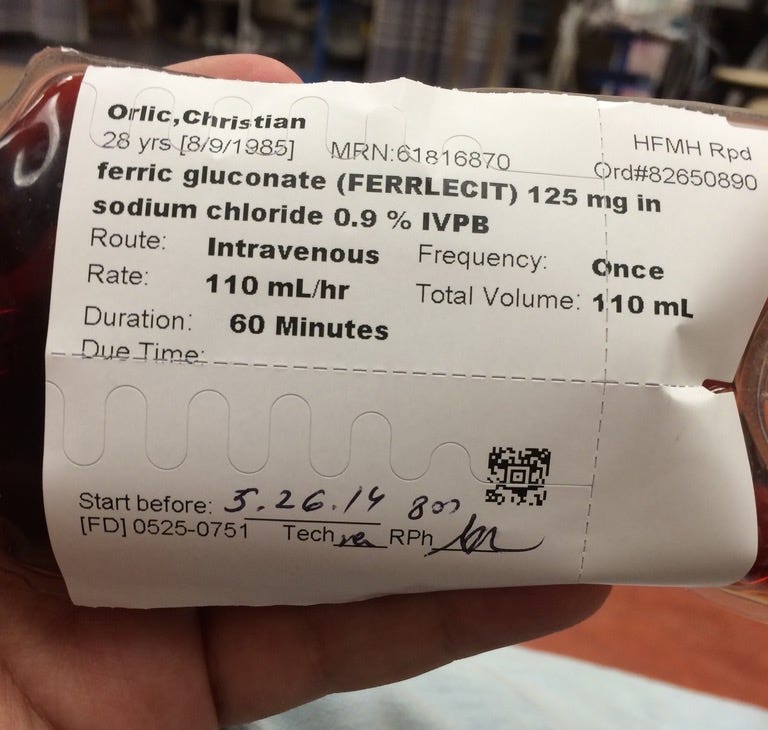 Orlic,Christian
28 yrs [8/9/1985] MRN:61816870
HFMH Rpd
Ord#82650890
ferric gluconate (FERRLECIT) 125 mg in
sodium chloride 0.9 % IVPB
Route: Intravenous Frequency: Once
Rate: 110 mL/hr Total Volume: 110 mL
Duration: 60 Minutes
Due Time:
Start before: 5.26.14 800
[FD] 0525-0751 Tech RPh